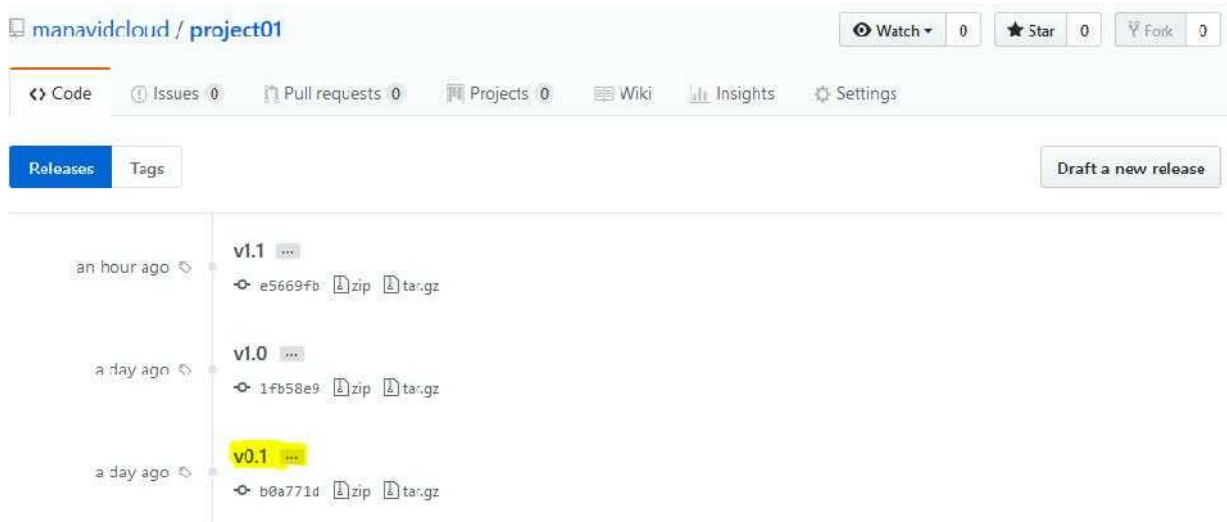 manavidcloud / project01 Watch 0 Star 0 Fork 0
Code Issues 0 Pull requests 0 Projects 0 Wiki Insights Settings
Releases Tags Draft a new release
v1.1 ...
an hour ago
e5669fb zip tar.gz
v1.0 ...
a day ago
1fb58e9 zip tar.gz
v0.1 ...
a day ago
b0a771d zip tar.gz